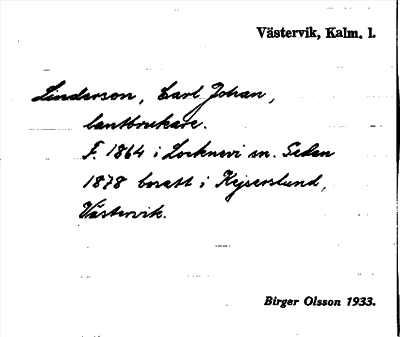 Västervik, Kalm. l.
Linderson, Carl Johan,
lantbrukare.
F. 1864 i Locknevi sn. Sedan
1878 bosatt i Kejserslund,
Västervik.
Birger Olsson 1933.